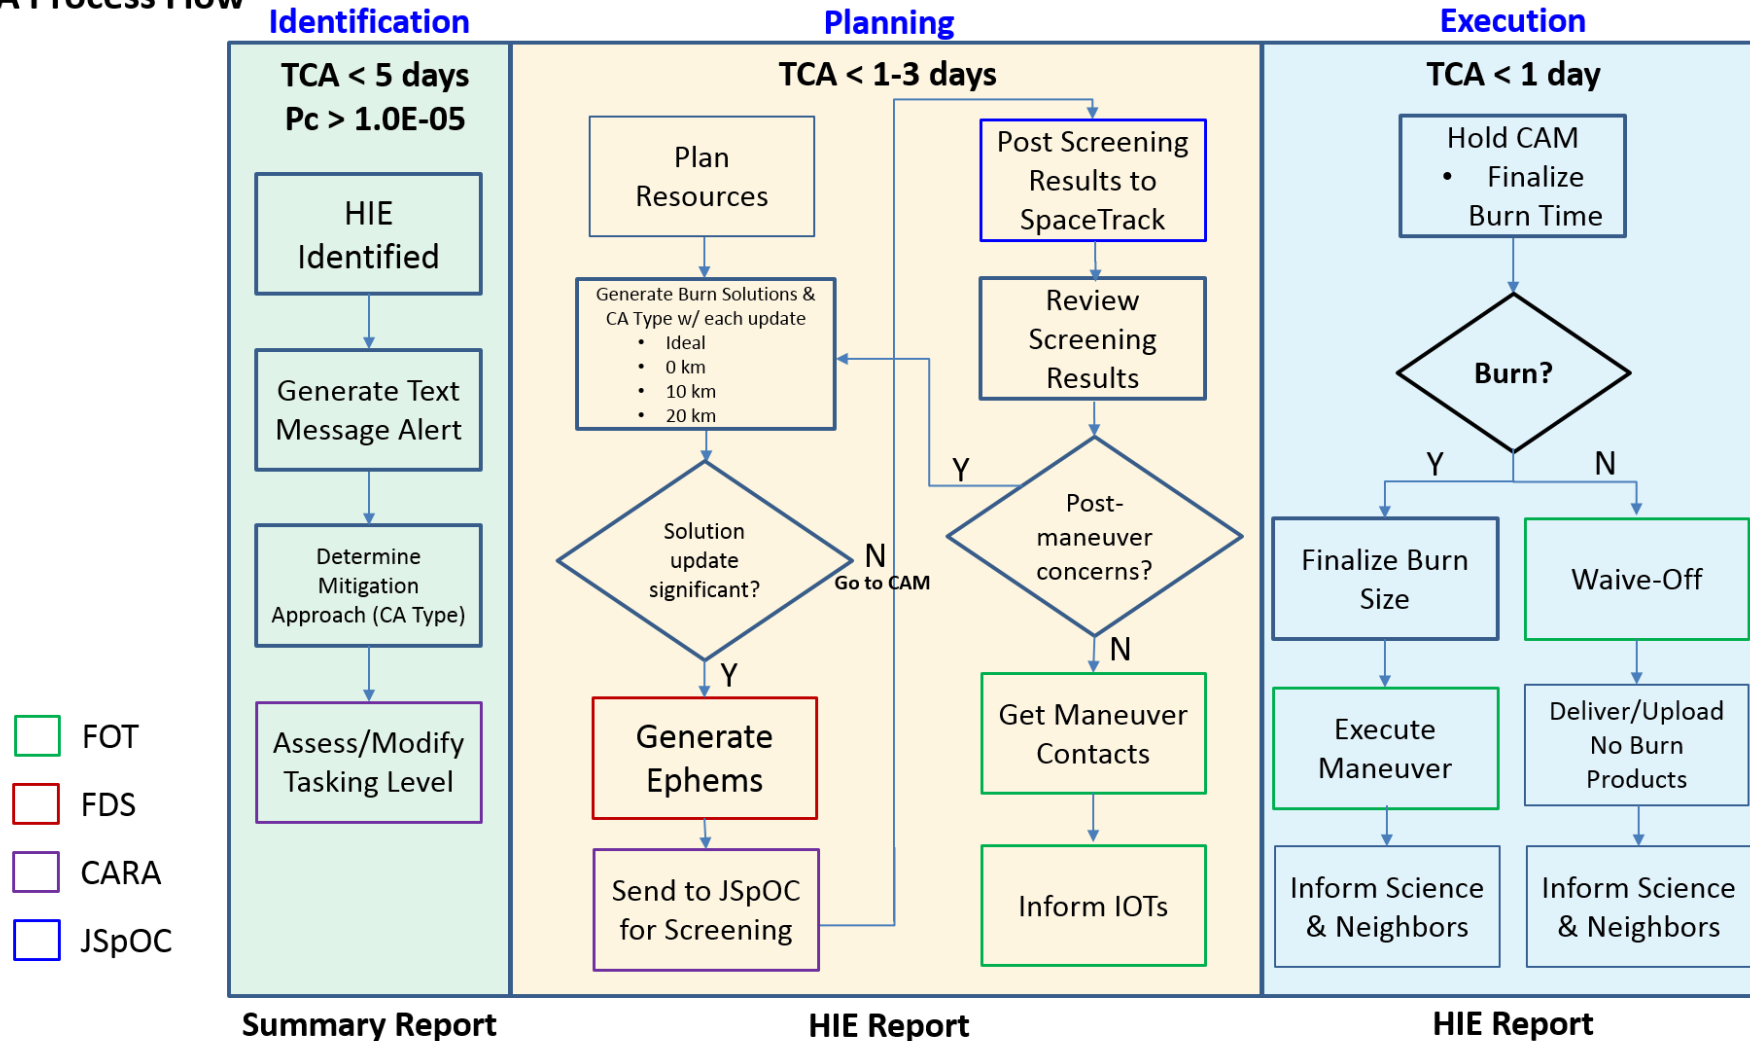 A Process Flow
Identification
Planning
Execution
TCA < 5 days
Pc > 1.0E-05
HIE
Identified
Generate Text
Message Alert
Determine
Mitigation
Approach (CA Type)
Assess/Modify
Tasking Level
TCA < 1-3 days
Plan
Resources
Generate Burn Solutions &
CA Type w/ each update
• Ideal
• 0 km
• 10 km
• 20 km
Solution
update
significant?
N
Go to CAM
Y
Generate
Ephems
Send to JSpOC
for Screening
Post Screening
Results to
SpaceTrack
Review
Screening
Results
Y
Post-
maneuver
concerns?
N
Get Maneuver
Contacts
Inform IOTs
TCA < 1 day
Hold CAM
• Finalize
Burn Time
Burn?
Y
N
Finalize Burn
Size
Waive-Off
Execute
Maneuver
Deliver/Upload
No Burn
Products
Inform Science
& Neighbors
Inform Science
& Neighbors
FOT
FDS
CARA
JSpOC
Summary Report
HIE Report
HIE Report